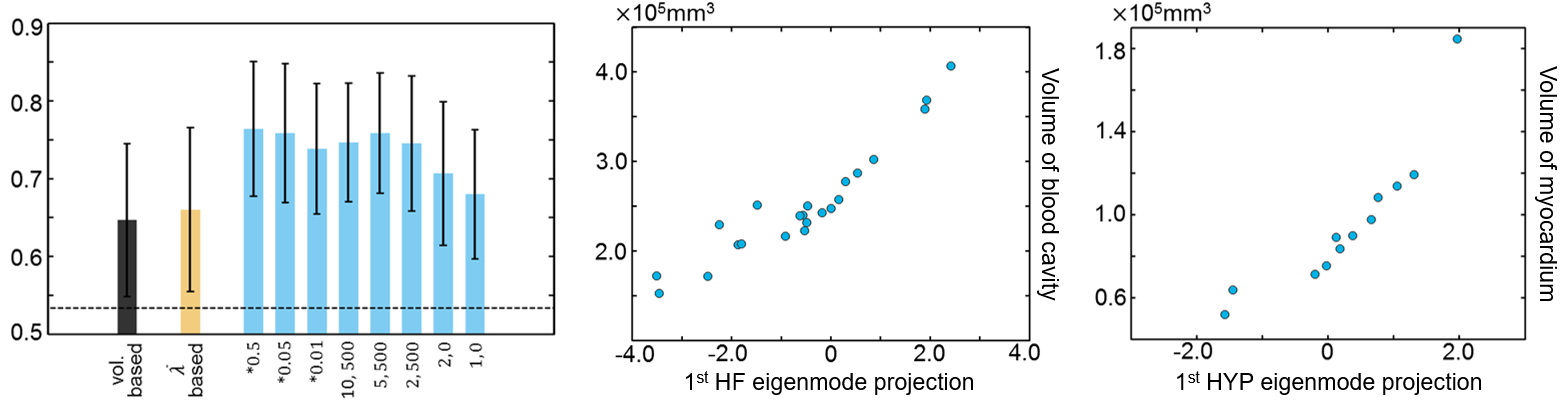 0.9
0.8
0.7
0.6
0.5
vol.
based
λ
based
*0.5
*0.05
*0.01
10, 500
5, 500
2, 500
2, 0
1, 0
×10⁵mm³
4.0
3.0
2.0
-4.0 -2.0 0 2.0 4.0
1st HF eigenmode projection
Volume of blood cavity
×10⁵mm³
1.8
1.4
1.0
0.6
-2.0 0 2.0
1st HYP eigenmode projection
Volume of myocardium